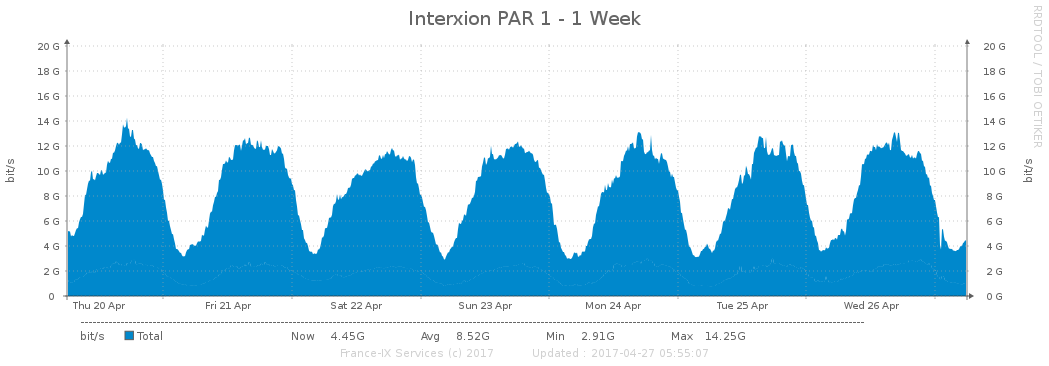 Interxion PAR 1 - 1 Week
RRDTOOL / TOBI OETIKER
bit/s
20 G
18 G
16 G
14 G
12 G
10 G
8 G
6 G
4 G
2 G
0
20 G
18 G
16 G
14 G
12 G
10 G
8 G
6 G
4 G
2 G
0 G
bit/s
Thu 20 Apr Fri 21 Apr Sat 22 Apr Sun 23 Apr Mon 24 Apr Tue 25 Apr Wed 26 Apr
bit/s Total Now 4.45G Avg 8.52G Min 2.91G Max 14.25G
France-IX Services (c) 2017 Updated : 2017-04-27 05:55:07